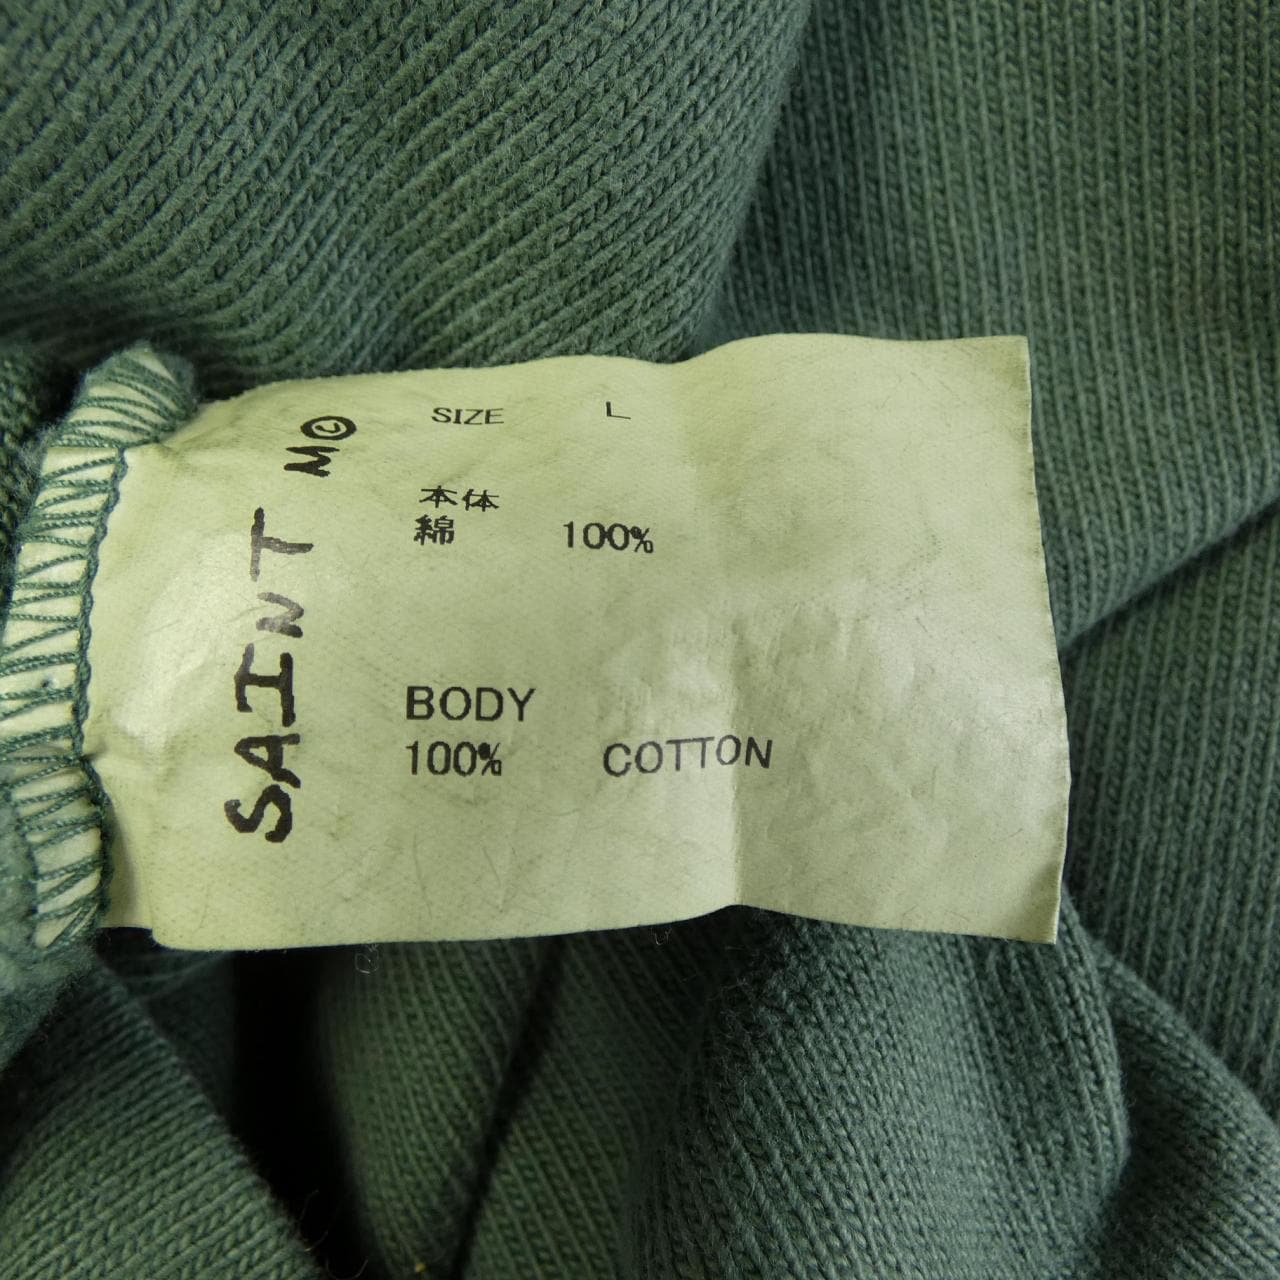 SAINT M©
SIZE L
本体
綿 100%
BODY
100% COTTON